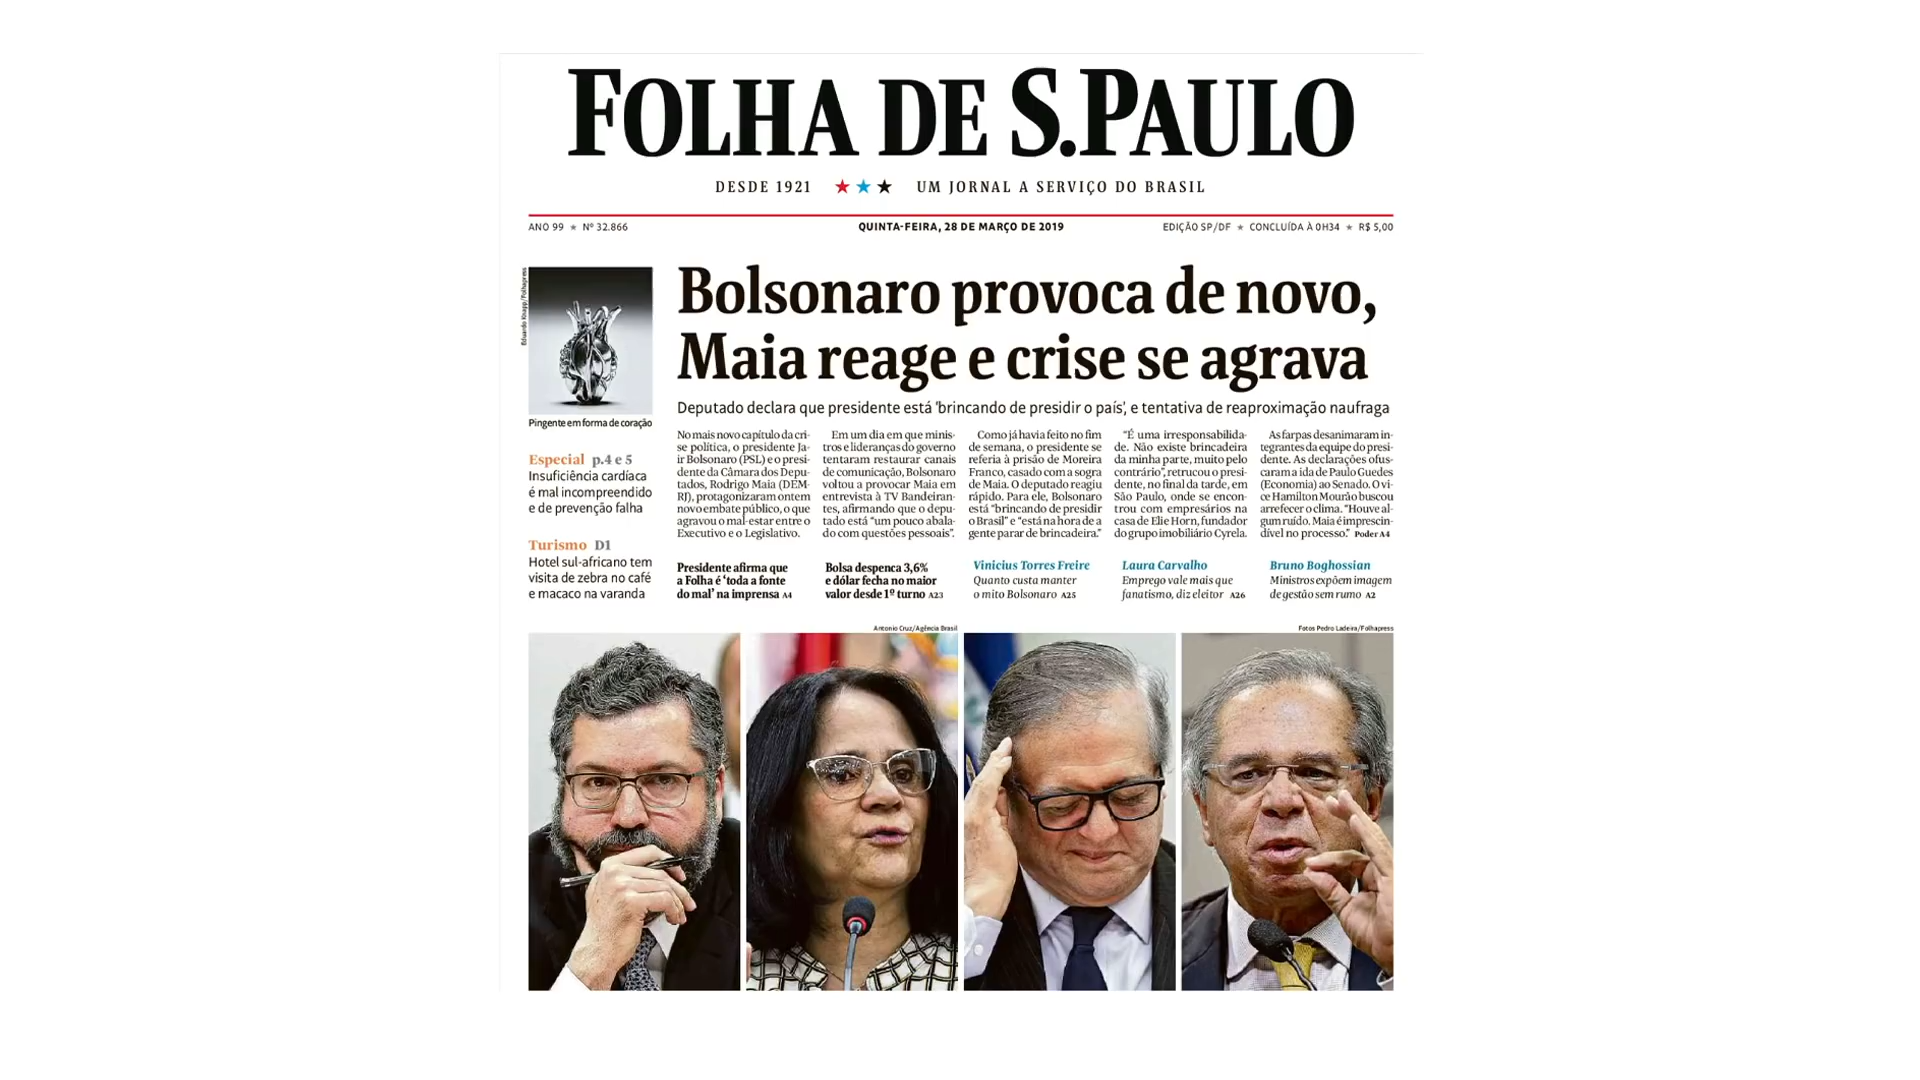 FOLHA DE S.PAULO
DESDE 1921 ★★★ UM JORNAL A SERVIÇO DO BRASIL
ANO 99 ★ Nº 32.866
QUINTA-FEIRA, 28 DE MARÇO DE 2019
EDIÇÃO SP/DF ★ CONCLUÍDA À 0H34 ★ R$ 5,00
Eduardo Knapp/Folhapress
Pingente em forma de coração
Especial p.4 e 5
Insuficiência cardíaca
é mal incompreendido
e de prevenção falha
Turismo D1
Hotel sul-africano tem
visita de zebra no café
e macaco na varanda
Bolsonaro provoca de novo,
Maia reage e crise se agrava
Deputado declara que presidente está ‘brincando de presidir o país’, e tentativa de reaproximação naufraga
No mais novo capítulo da cri-
se política, o presidente Ja-
ir Bolsonaro (PSL) e o presi-
dente da Câmara dos Depu-
tados, Rodrigo Maia (DEM-
RJ), protagonizaram ontem
novo embate público, o que
agravou o mal-estar entre o
Executivo e o Legislativo.
Em um dia em que minis-
tros e lideranças do governo
tentaram restaurar canais
de comunicação, Bolsonaro
voltou a provocar Maia em
entrevista à TV Bandeiran-
tes, afirmando que o depu-
tado está “um pouco abala-
do com questões pessoais”.
Como já havia feito no fim
de semana, o presidente se
referia à prisão de Moreira
Franco, casado com a sogra
de Maia. O deputado reagiu
rápido. Para ele, Bolsonaro
está “brincando de presidir
o Brasil” e “está na hora de a
gente parar de brincadeira.”
“É uma irresponsabilida-
de. Não existe brincadeira
da minha parte, muito pelo
contrário”, retrucou o presi-
dente, no final da tarde, em
São Paulo, onde se encon-
trou com empresários na
casa de Elie Horn, fundador
do grupo imobiliário Cyrela.
As farpas desanimaram in-
tegrantes da equipe do presi-
dente. As declarações ofus-
caram a ida de Paulo Guedes
(Economia) ao Senado. O vi-
ce Hamilton Mourão buscou
arrefecer o clima. “Houve al-
gum ruído. Maia é imprescin-
dível no processo.” Poder A4
Presidente afirma que
a Folha é ‘toda a fonte
do mal’ na imprensa A4
Bolsa despenca 3,6%
e dólar fecha no maior
valor desde 1º turno A23
Vinicius Torres Freire
Quanto custa manter
o mito Bolsonaro A25
Laura Carvalho
Emprego vale mais que
fanatismo, diz eleitor A26
Bruno Boghossian
Ministros expõem imagem
de gestão sem rumo A2
Antonio Cruz/Agência Brasil
Fotos Pedro Ladeira/Folhapress